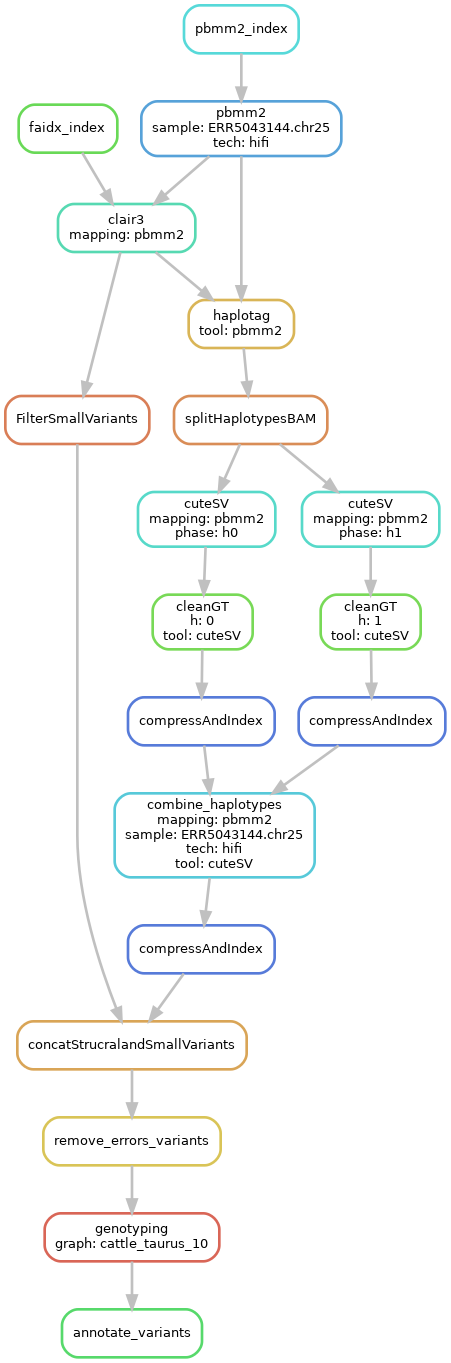 pbmm2_index
faidx_index
pbmm2
sample: ERR5043144.chr25
tech: hifi
clair3
mapping: pbmm2
haplotag
tool: pbmm2
FilterSmallVariants
splitHaplotypesBAM
cuteSV
mapping: pbmm2
phase: h0
cuteSV
mapping: pbmm2
phase: h1
cleanGT
h: 0
tool: cuteSV
cleanGT
h: 1
tool: cuteSV
compressAndIndex
compressAndIndex
combine_haplotypes
mapping: pbmm2
sample: ERR5043144.chr25
tech: hifi
tool: cuteSV
compressAndIndex
concatStrucralandSmallVariants
remove_errors_variants
genotyping
graph: cattle_taurus_10
annotate_variants